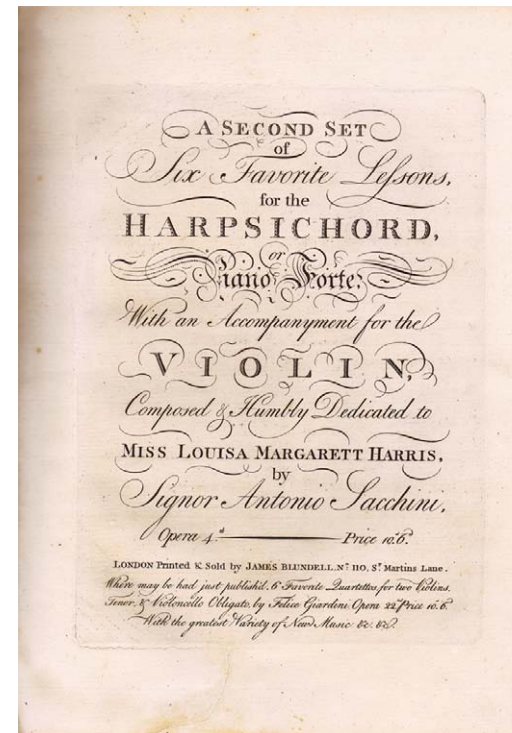 A SECOND SET
of
Six Favorite Leſsons,
for the
HARPSICHORD,
or
Piano Forte:
With an Accompanyment for the
VIOLIN,
Composed & Humbly Dedicated to
MISS LOUISA MARGARETT HARRIS,
by
Signor Antonio Sacchini,
Opera 4.ª Price 10.ˢ6.ᵈ
LONDON Printed & Sold by JAMES BLUNDELL, Nº. 110, Sᵗ. Martins Lane.
Where may be had just publish'd, 6 Favorite Quartettos for two Violins,
Tenor, & Violoncello Obligato, by Felice Giardini Opera 22.ª Price 10.6.
With the greatest Variety of New Music &c. &c.